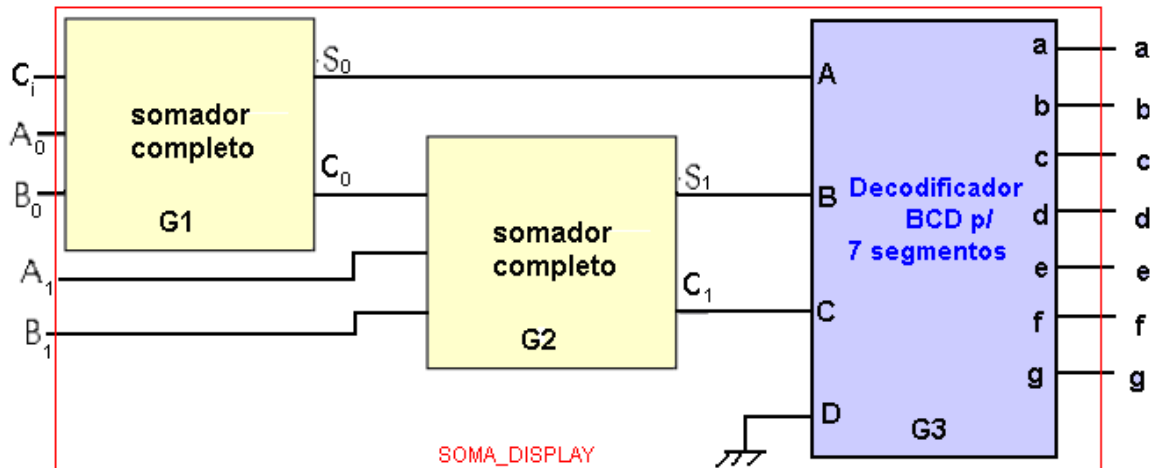 Ci
A0
B0
A1
B1
somador
completo
G1
S0
C0
somador
completo
G2
S1
C1
A
B
C
D
Decodificador
BCD p/
7 segmentos
G3
a
b
c
d
e
f
g
a
b
c
d
e
f
g
SOMA_DISPLAY